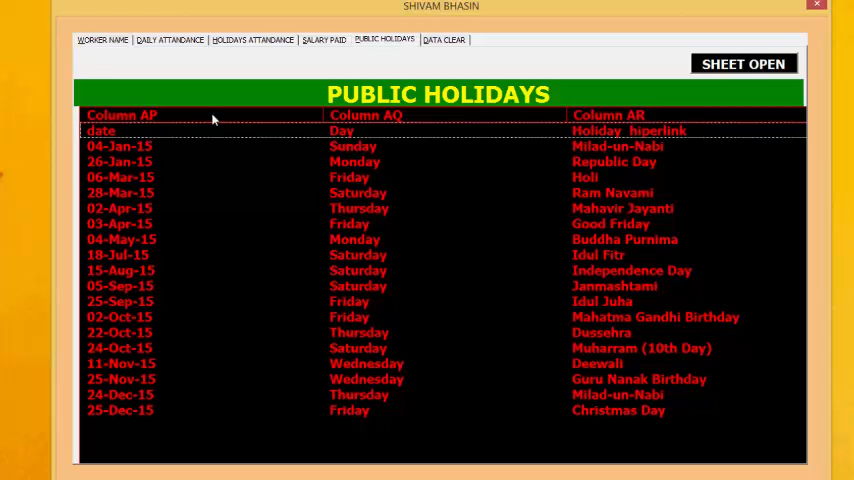 SHIVAM BHASIN
WORKER NAME | DAILY ATTANDANCE | HOLIDAYS ATTANDANCE | SALARY PAID | PUBLIC HOLIDAYS | DATA CLEAR |
SHEET OPEN
PUBLIC HOLIDAYS
Column AP Column AQ Column AR
date Day Holiday hiperlink
04-Jan-15 Sunday Milad-un-Nabi
26-Jan-15 Monday Republic Day
06-Mar-15 Friday Holi
28-Mar-15 Saturday Ram Navami
02-Apr-15 Thursday Mahavir Jayanti
03-Apr-15 Friday Good Friday
04-May-15 Monday Buddha Purnima
18-Jul-15 Saturday Idul Fitr
15-Aug-15 Saturday Independence Day
05-Sep-15 Saturday Janmashtami
25-Sep-15 Friday Idul Juha
02-Oct-15 Friday Mahatma Gandhi Birthday
22-Oct-15 Thursday Dussehra
24-Oct-15 Saturday Muharram (10th Day)
11-Nov-15 Wednesday Deewali
25-Nov-15 Wednesday Guru Nanak Birthday
24-Dec-15 Thursday Milad-un-Nabi
25-Dec-15 Friday Christmas Day